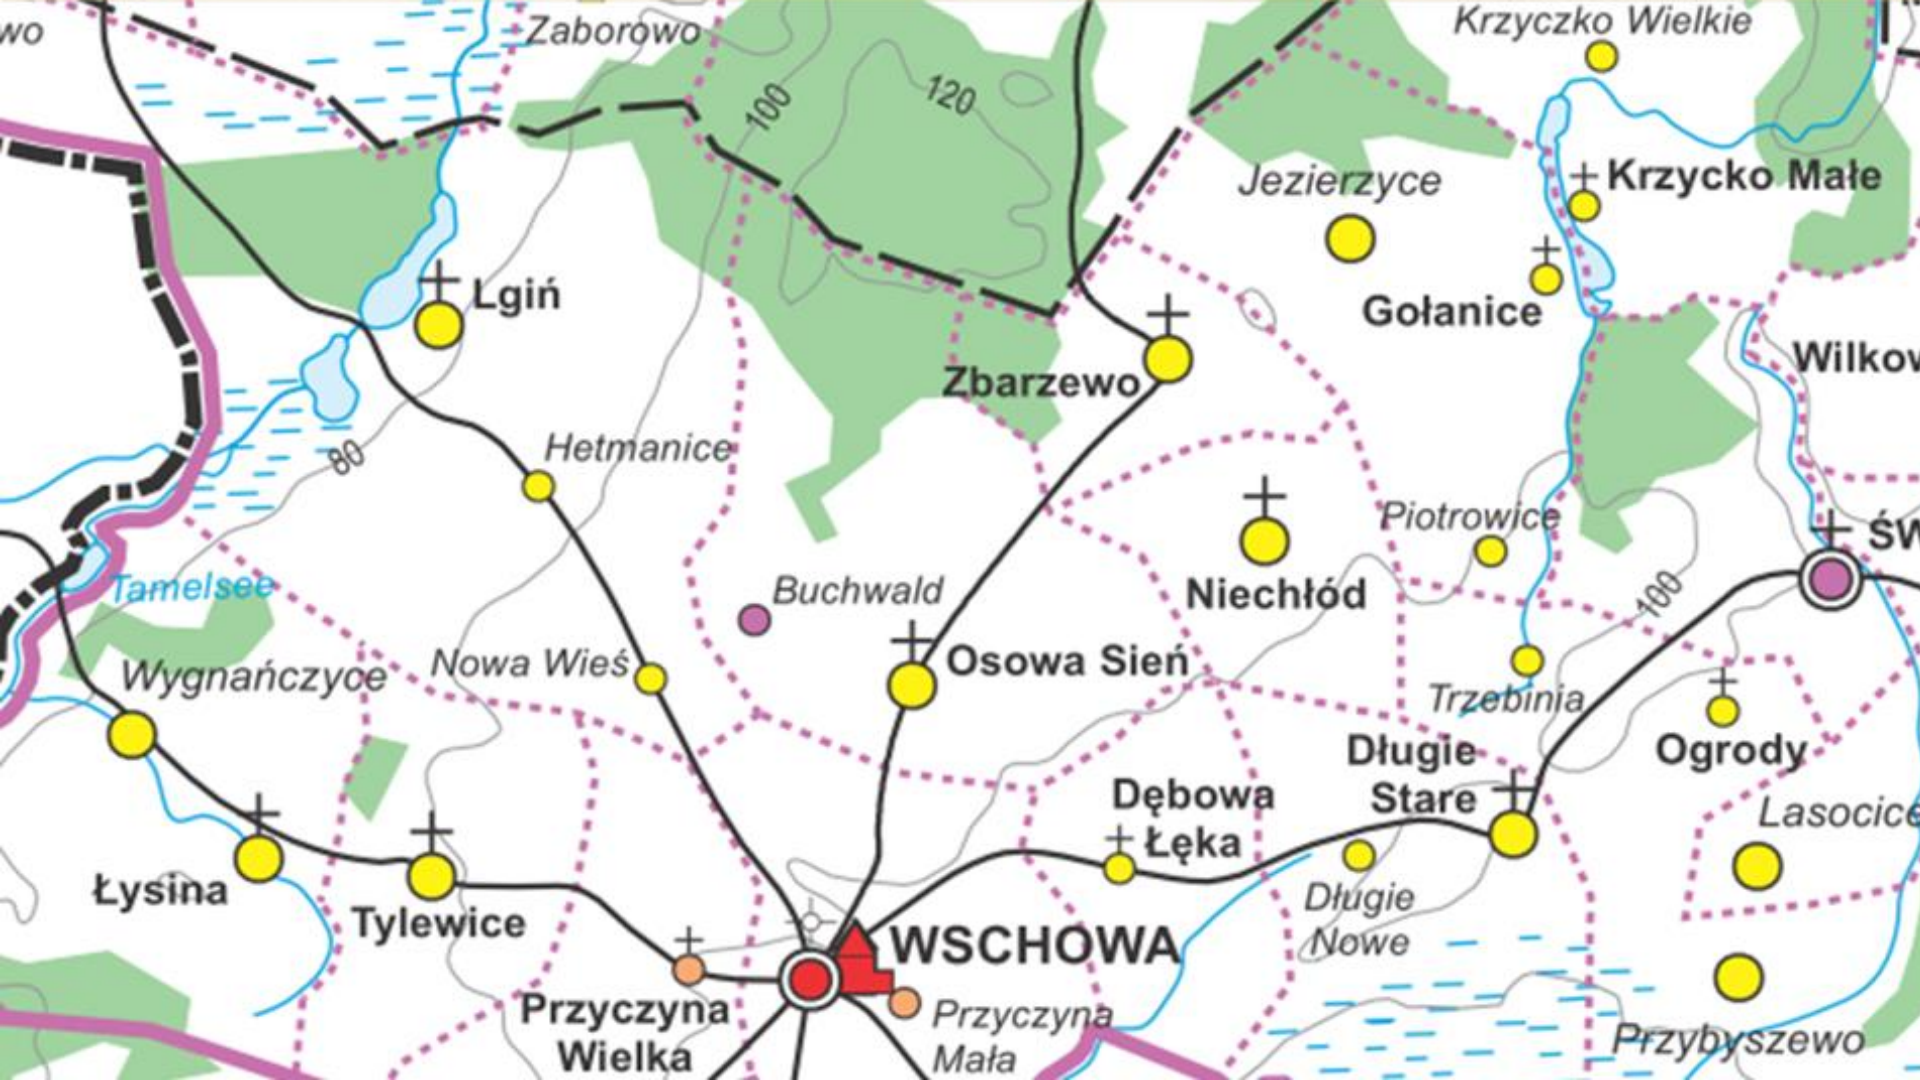 wo
Zaborowo
Krzyczko Wielkie
100
120
Krzycko Małe
Jezierzyce
Lgiń
Gołanice
Wilkow
Zbarzewo
Hetmanice
80
Piotrowice
ŚW
Tamelsee
Buchwald
Niechłód
100
Nowa Wieś
Osowa Sień
Wygnańczyce
Trzebinia
Długie
Stare
Ogrody
Dębowa
Łęka
Lasocice
Łysina
Tylewice
Długie
Nowe
WSCHOWA
Przyczyna
Wielka
Przyczyna
Mała
Przybyszewo